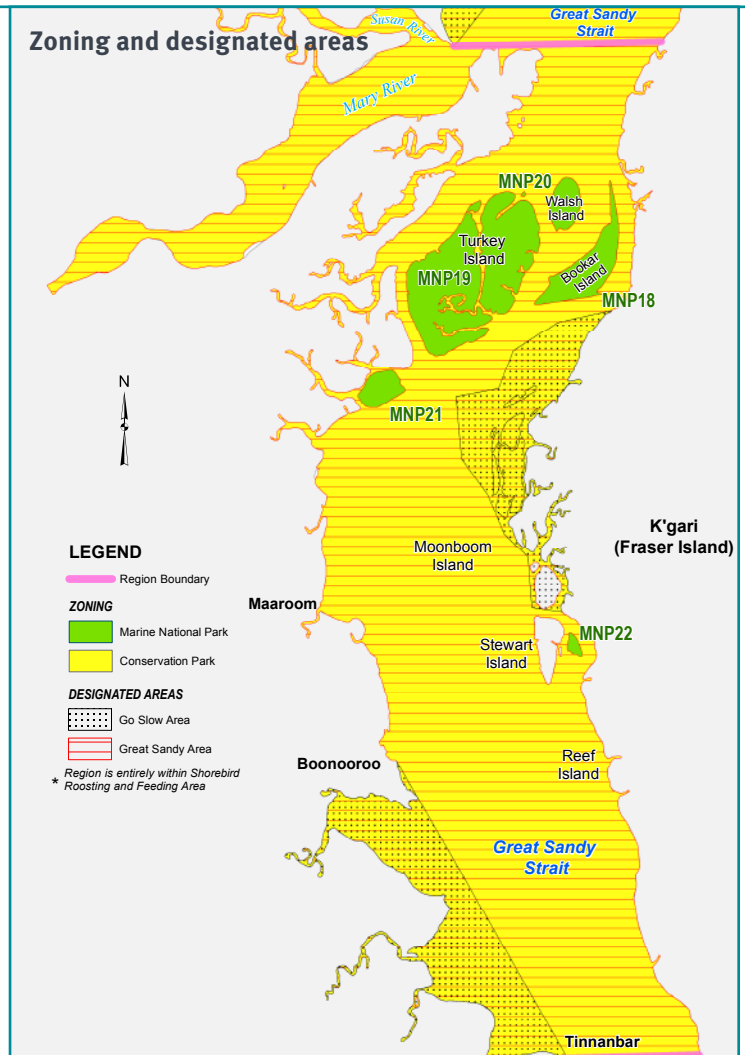 Zoning and designated areas
Susan River
Great Sandy
Strait
Mary River
MNP20
Walsh
Island
Turkey
Island
MNP19
Bookar
Island
MNP18
MNP21
N
K'gari
(Fraser Island)
Moonboom
Island
LEGEND
Region Boundary
ZONING
Marine National Park
Conservation Park
DESIGNATED AREAS
Go Slow Area
Great Sandy Area
* Region is entirely within Shorebird
Roosting and Feeding Area
Maaroom
MNP22
Stewart
Island
Boonooroo
Reef
Island
Great Sandy
Strait
Tinnanbar